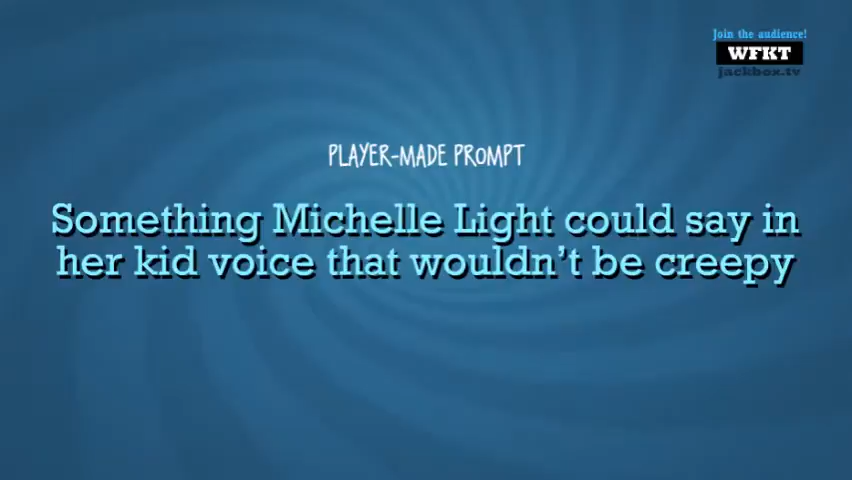 Join the audience!
WFKT
jackbox.tv
PLAYER-MADE PROMPT
Something Michelle Light could say in
her kid voice that wouldn't be creepy